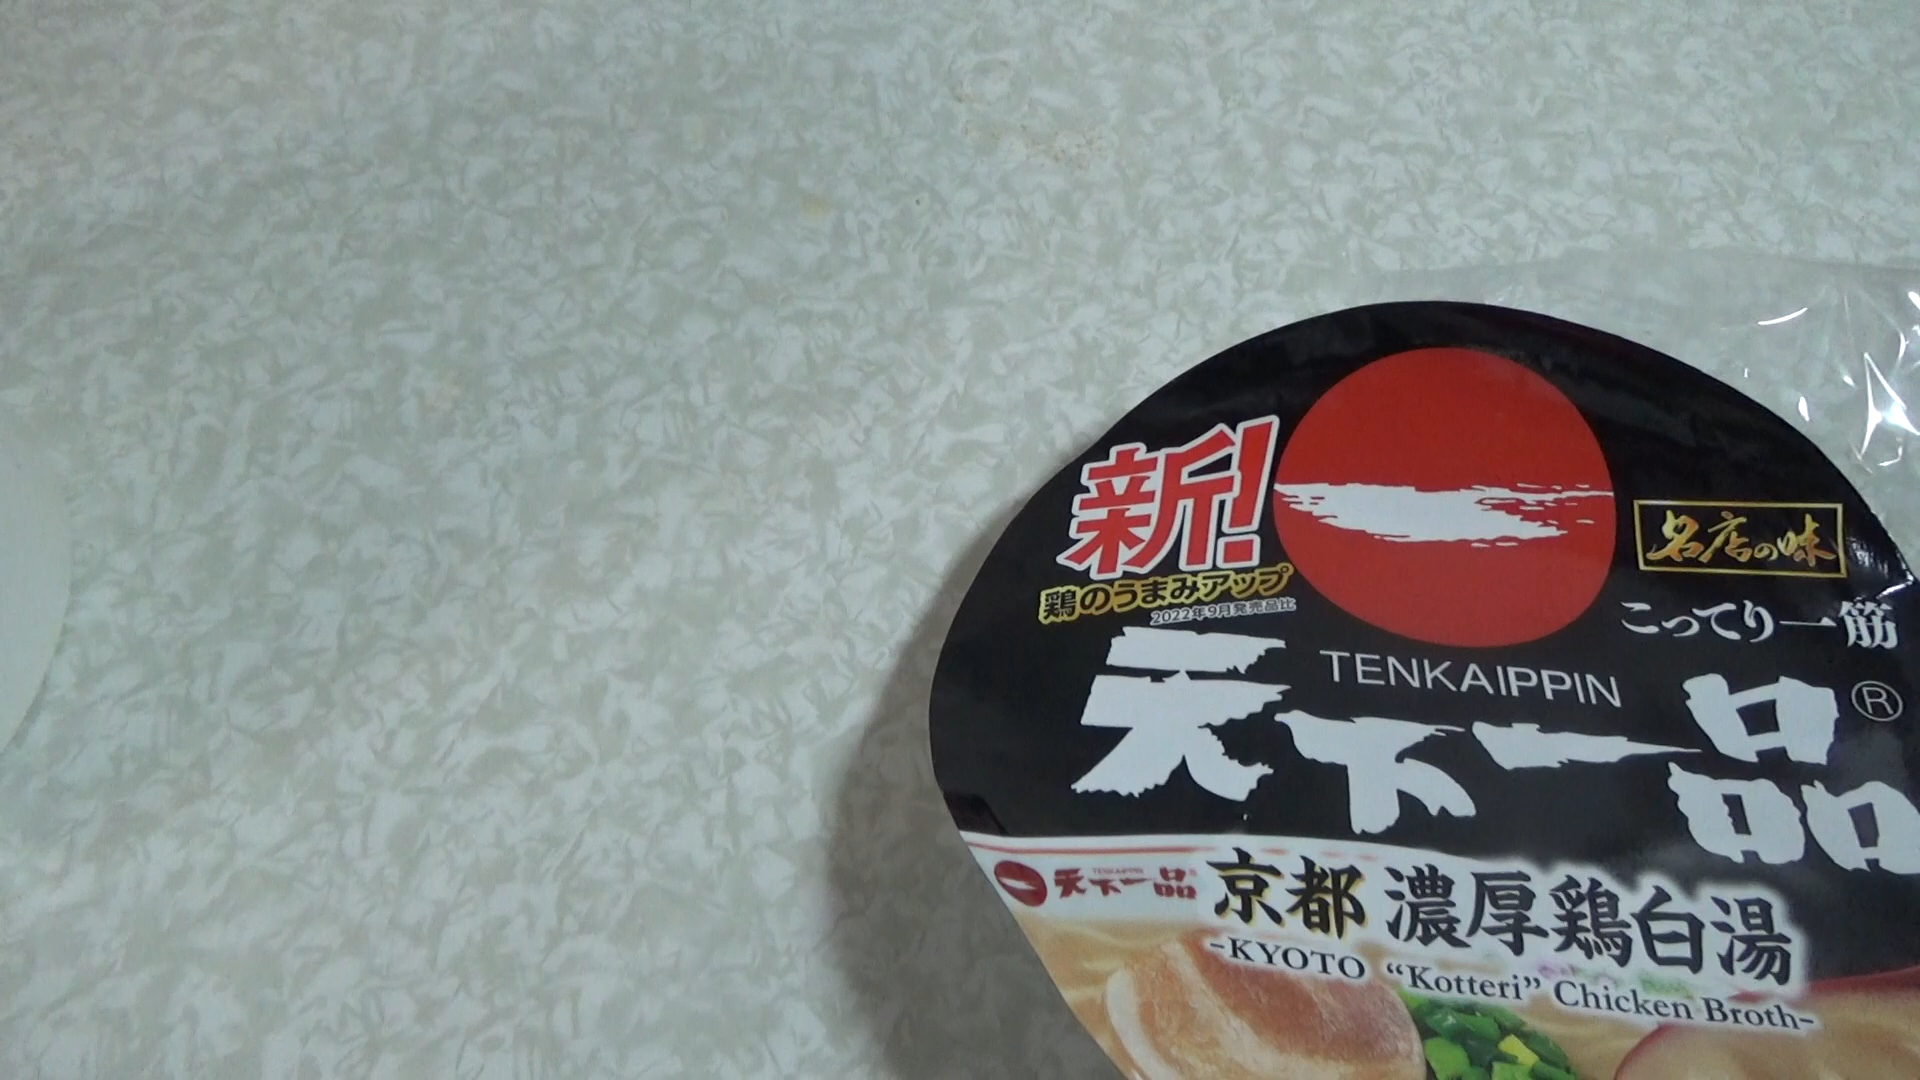 新!
鶏のうまみアップ
2022年9月発売品比
名店の味
こってり一筋
TENKAIPPIN
天下一品®
天下一品
京都 濃厚鶏白湯
-KYOTO “Kotteri” Chicken Broth-